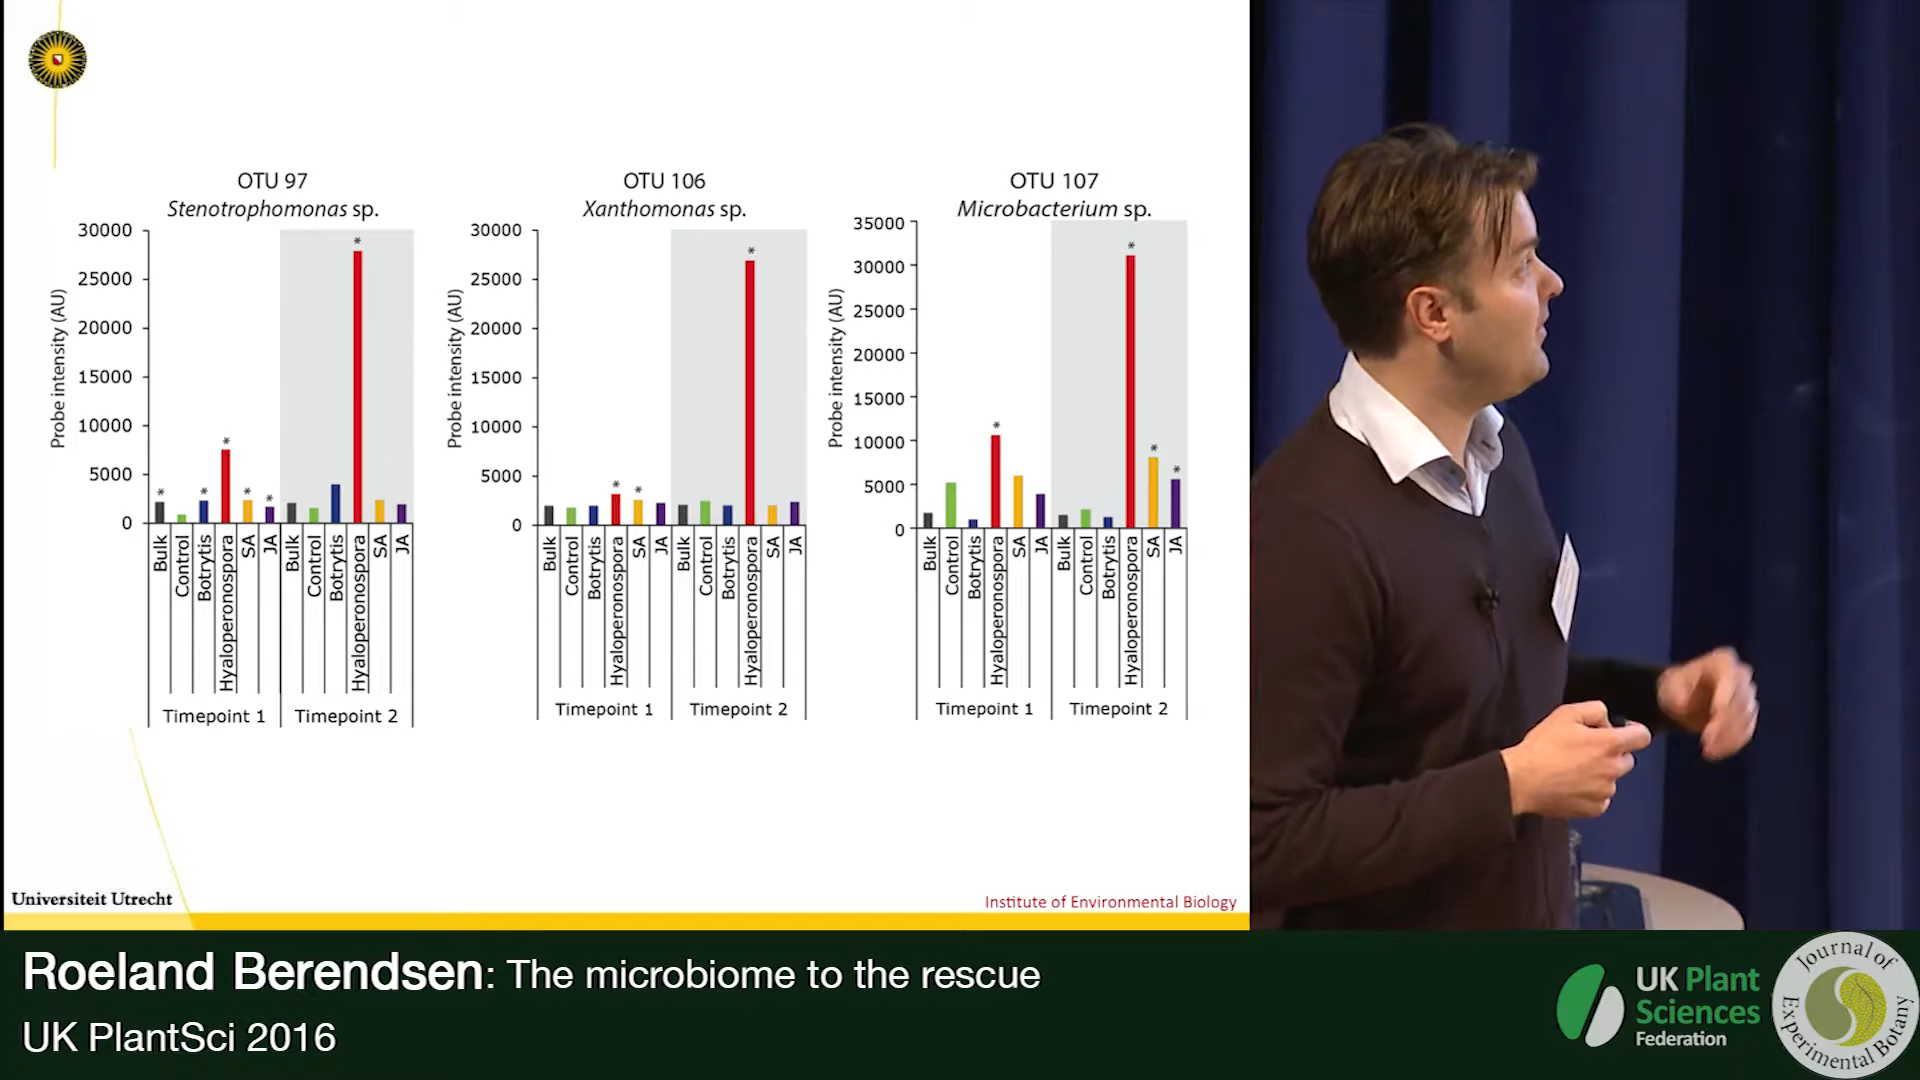 OTU 97
Stenotrophomonas sp.
30000
25000
20000
15000
10000
5000
0
Probe intensity (AU)
*
*
*
*
*
*
Bulk
Control
Botrytis
Hyaloperonospora
SA
JA
Bulk
Control
Botrytis
Hyaloperonospora
SA
JA
Timepoint 1
Timepoint 2
OTU 106
Xanthomonas sp.
30000
25000
20000
15000
10000
5000
0
Probe intensity (AU)
*
*
*
Bulk
Control
Botrytis
Hyaloperonospora
SA
JA
Bulk
Control
Botrytis
Hyaloperonospora
SA
JA
Timepoint 1
Timepoint 2
OTU 107
Microbacterium sp.
35000
30000
25000
20000
15000
10000
5000
0
Probe intensity (AU)
*
*
*
*
Bulk
Control
Botrytis
Hyaloperonospora
SA
JA
Bulk
Control
Botrytis
Hyaloperonospora
SA
JA
Timepoint 1
Timepoint 2
Universiteit Utrecht
Institute of Environmental Biology
Roeland Berendsen: The microbiome to the rescue
UK PlantSci 2016
UK Plant
Sciences
Federation
Journal of
Experimental Botany